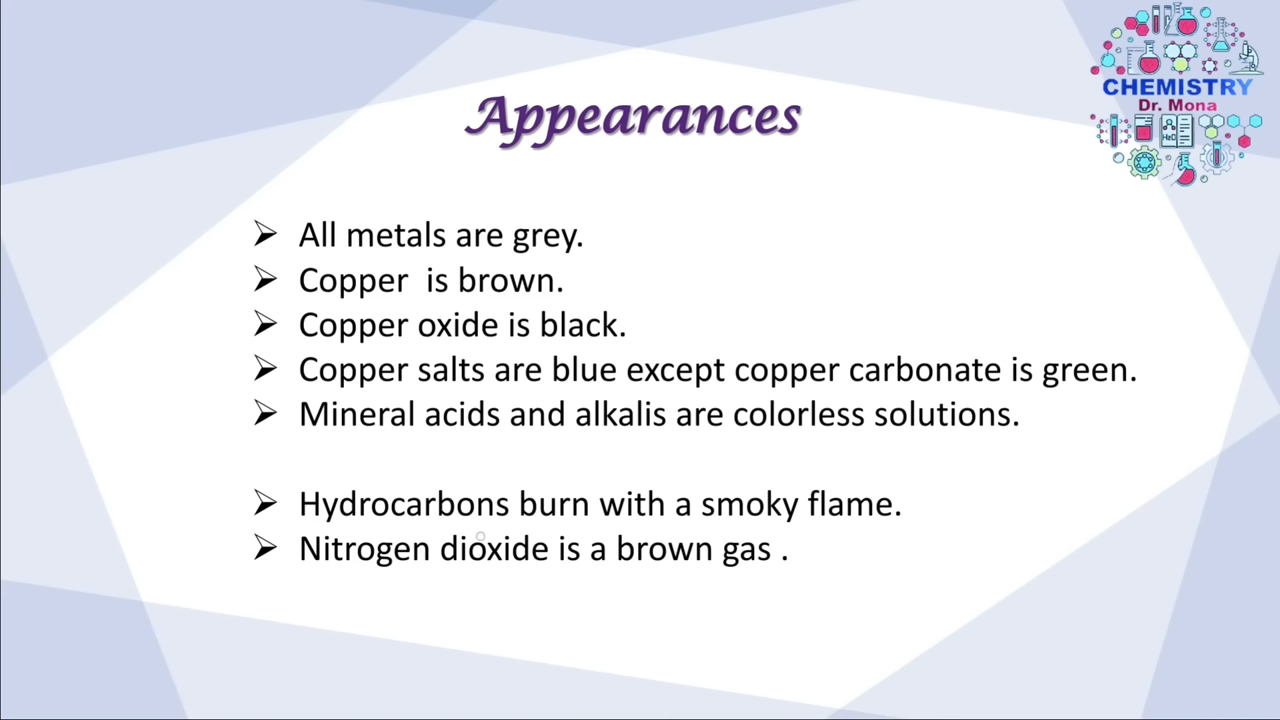 CHEMISTRY
Dr. Mona
Appearances
➢ All metals are grey.
➢ Copper is brown.
➢ Copper oxide is black.
➢ Copper salts are blue except copper carbonate is green.
➢ Mineral acids and alkalis are colorless solutions.
➢ Hydrocarbons burn with a smoky flame.
➢ Nitrogen dioxide is a brown gas .